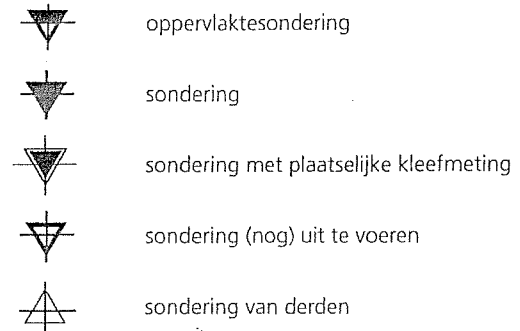 oppervlaktesondering
sondering
sondering met plaatselijke kleefmeting
sondering (nog) uit te voeren
sondering van derden